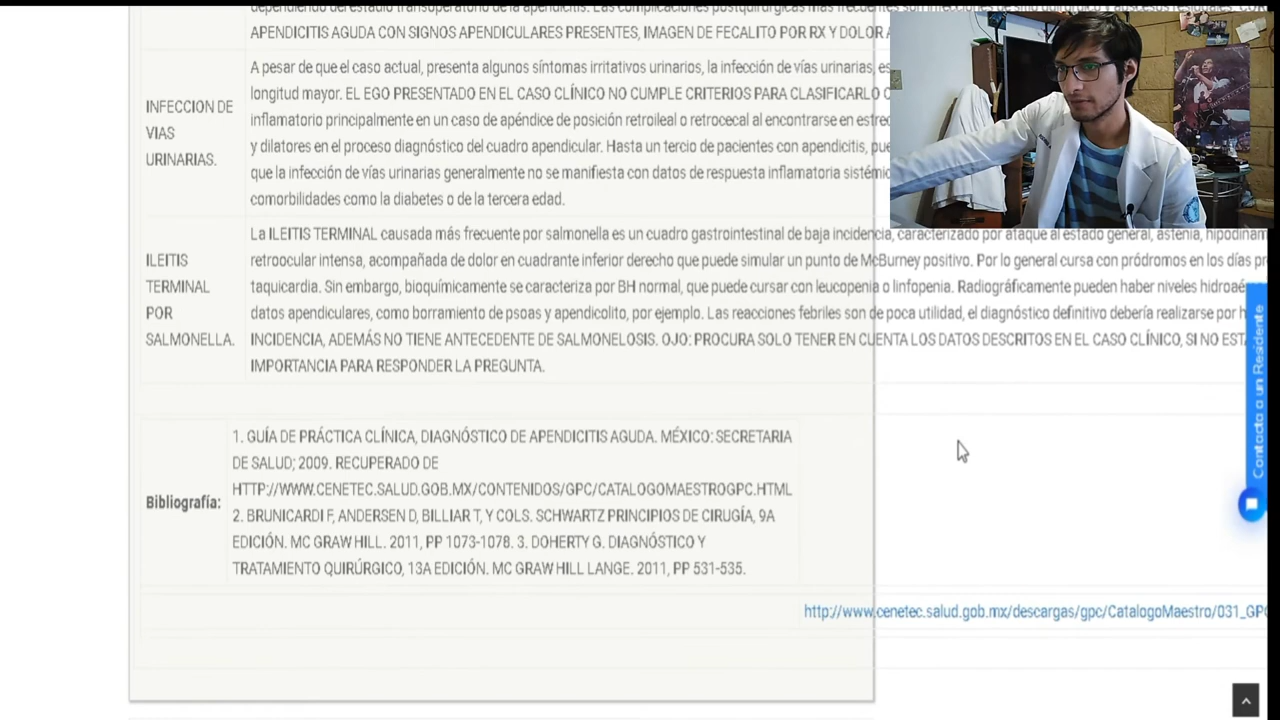 APENDICITIS AGUDA CON SIGNOS APENDICULARES PRESENTES, IMAGEN DE FECALITO POR RX Y DOLOR
INFECCION DE VIAS URINARIAS.
A pesar de que el caso actual, presenta algunos síntomas irritativos urinarios, la infección de vías urinarias,
longitud mayor. EL EGO PRESENTADO EN EL CASO CLÍNICO NO CUMPLE CRITERIOS PARA CLASIFICARLO
inflamatorio principalmente en un caso de apéndice de posición retroileal o retrocecal al encontrarse en
y dilatores en el proceso diagnóstico del cuadro apendicular. Hasta un tercio de pacientes con apendicitis,
que la infección de vías urinarias generalmente no se manifiesta con datos de respuesta inflamatoria
comorbilidades como la diabetes o de la tercera edad.
ILEITIS TERMINAL POR SALMONELLA.
La ILEITIS TERMINAL causada más frecuente por salmonella es un cuadro gastrointestinal de baja incidencia, caracterizado por ataque al estado general, astenia,
retroocular intensa, acompañada de dolor en cuadrante inferior derecho que puede simular un punto de McBurney positivo. Por lo general cursa con pródromos en los días
taquicardia. Sin embargo, bioquímicamente se caracteriza por BH normal, que puede cursar con leucopenia o linfopenia. Radiográficamente pueden haber niveles
datos apendiculares, como borramiento de psoas y apendicolito, por ejemplo. Las reacciones febriles son de poca utilidad, el diagnóstico definitivo debería realizarse por
INCIDENCIA, ADEMÁS NO TIENE ANTECEDENTE DE SALMONELOSIS. OJO: PROCURA SOLO TENER EN CUENTA LOS DATOS DESCRITOS EN EL CASO CLÍNICO, SI NO
IMPORTANCIA PARA RESPONDER LA PREGUNTA.
Contacta a un Residente
Bibliografía:
1. GUÍA DE PRÁCTICA CLÍNICA, DIAGNÓSTICO DE APENDICITIS AGUDA. MÉXICO: SECRETARIA
DE SALUD; 2009. RECUPERADO DE
HTTP://WWW.CENETEC.SALUD.GOB.MX/CONTENIDOS/GPC/CATALOGOMAESTROGPC.HTML
2. BRUNICARDI F, ANDERSEN D, BILLIAR T, Y COLS. SCHWARTZ PRINCIPIOS DE CIRUGÍA, 9A
EDICIÓN. MC GRAW HILL. 2011, PP 1073-1078. 3. DOHERTY G. DIAGNÓSTICO Y
TRATAMIENTO QUIRÚRGICO, 13A EDICIÓN. MC GRAW HILL LANGE. 2011, PP 531-535.
http://www.cenetec.salud.gob.mx/descargas/gpc/CatalogoMaestro/031_GPC